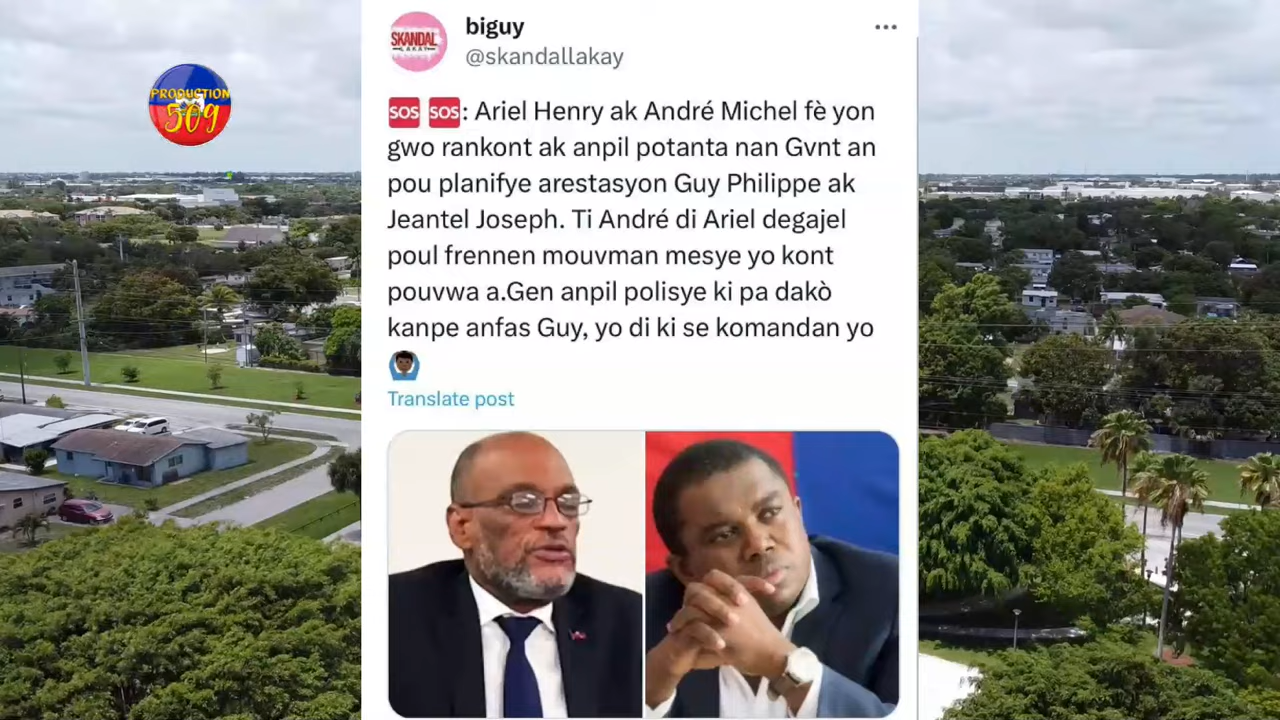 PRODUCTION
509
SKANDAL
LAKAY
biguy
@skandallakay
SOS SOS: Ariel Henry ak André Michel fè yon
gwo rankont ak anpil potanta nan Gvnt an
pou planifye arestasyon Guy Philippe ak
Jeantel Joseph. Ti André di Ariel degajel
poul frennen mouvman mesye yo kont
pouvwa a.Gen anpil polisye ki pa dakò
kanpe anfas Guy, yo di ki se komandan yo
Translate post